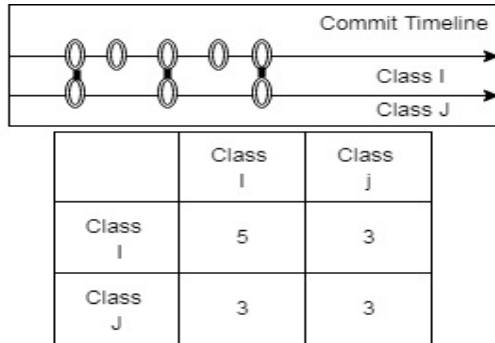 Commit Timeline
Class I
Class J
Class Class
I j
Class 5 3
I
Class 3 3
J